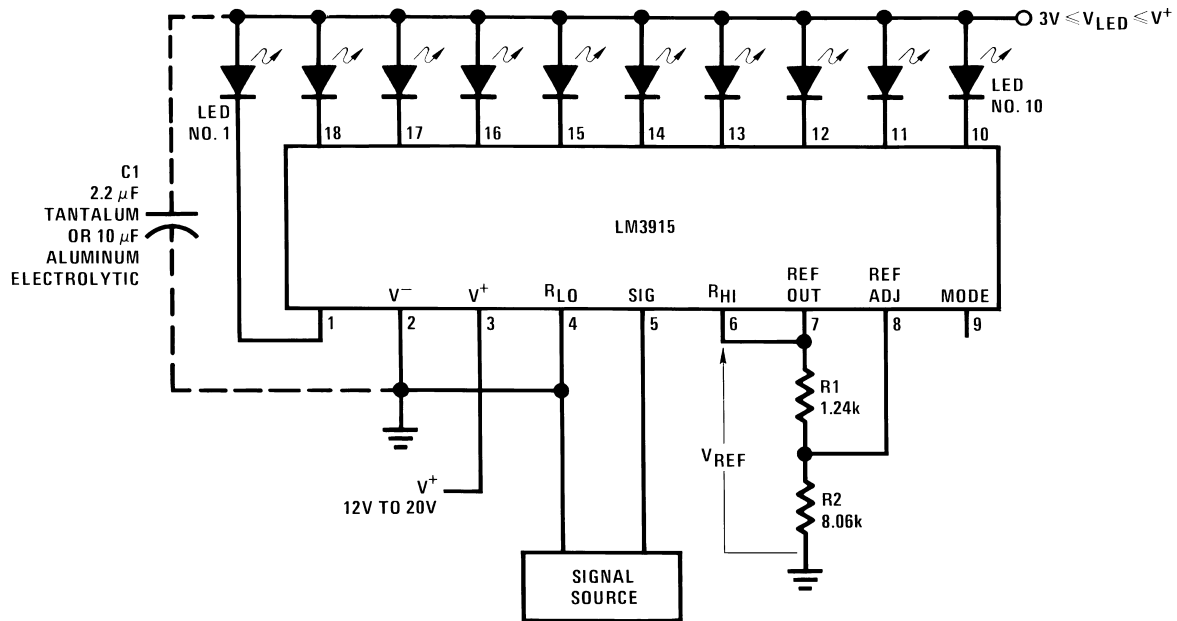 3V ≤ VLED ≤ V+
LED
NO. 1
LED
NO. 10
18 17 16 15 14 13 12 11 10
C1
2.2 μF
TANTALUM
OR 10 μF
ALUMINUM
ELECTROLYTIC
LM3915
V−
V+
RLO
SIG
RHI
REF
OUT
REF
ADJ
MODE
1 2 3 4 5 6 7 8 9
R1
1.24k
VREF
R2
8.06k
V+
12V TO 20V
SIGNAL
SOURCE